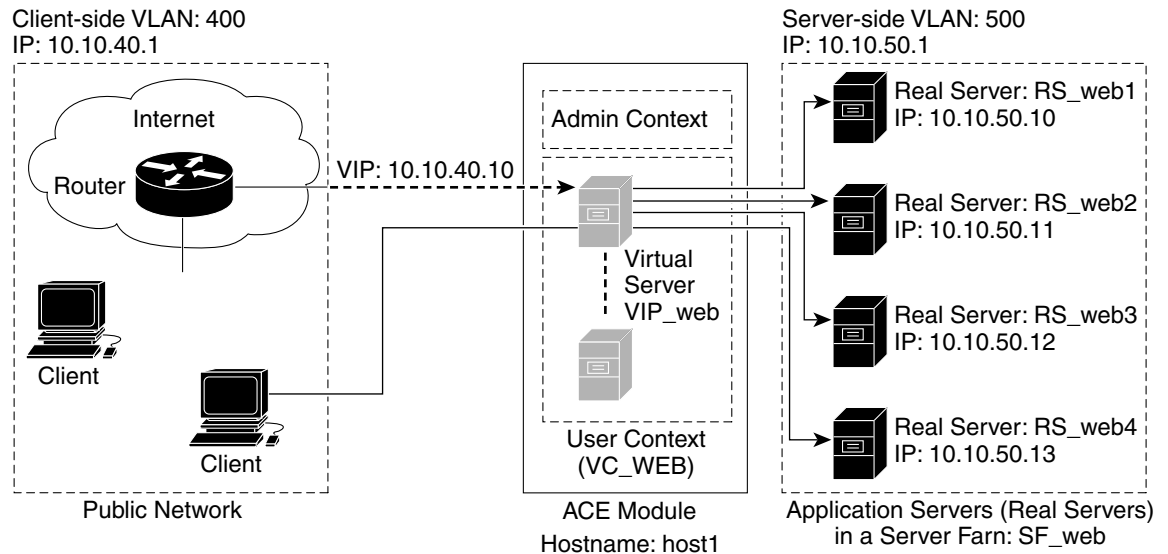 Client-side VLAN: 400
IP: 10.10.40.1
Server-side VLAN: 500
IP: 10.10.50.1
Internet
Router
VIP: 10.10.40.10
Client
Client
Public Network
Admin Context
Virtual
Server
VIP_web
User Context
(VC_WEB)
ACE Module
Hostname: host1
Real Server: RS_web1
IP: 10.10.50.10
Real Server: RS_web2
IP: 10.10.50.11
Real Server: RS_web3
IP: 10.10.50.12
Real Server: RS_web4
IP: 10.10.50.13
Application Servers (Real Servers)
in a Server Farn: SF_web